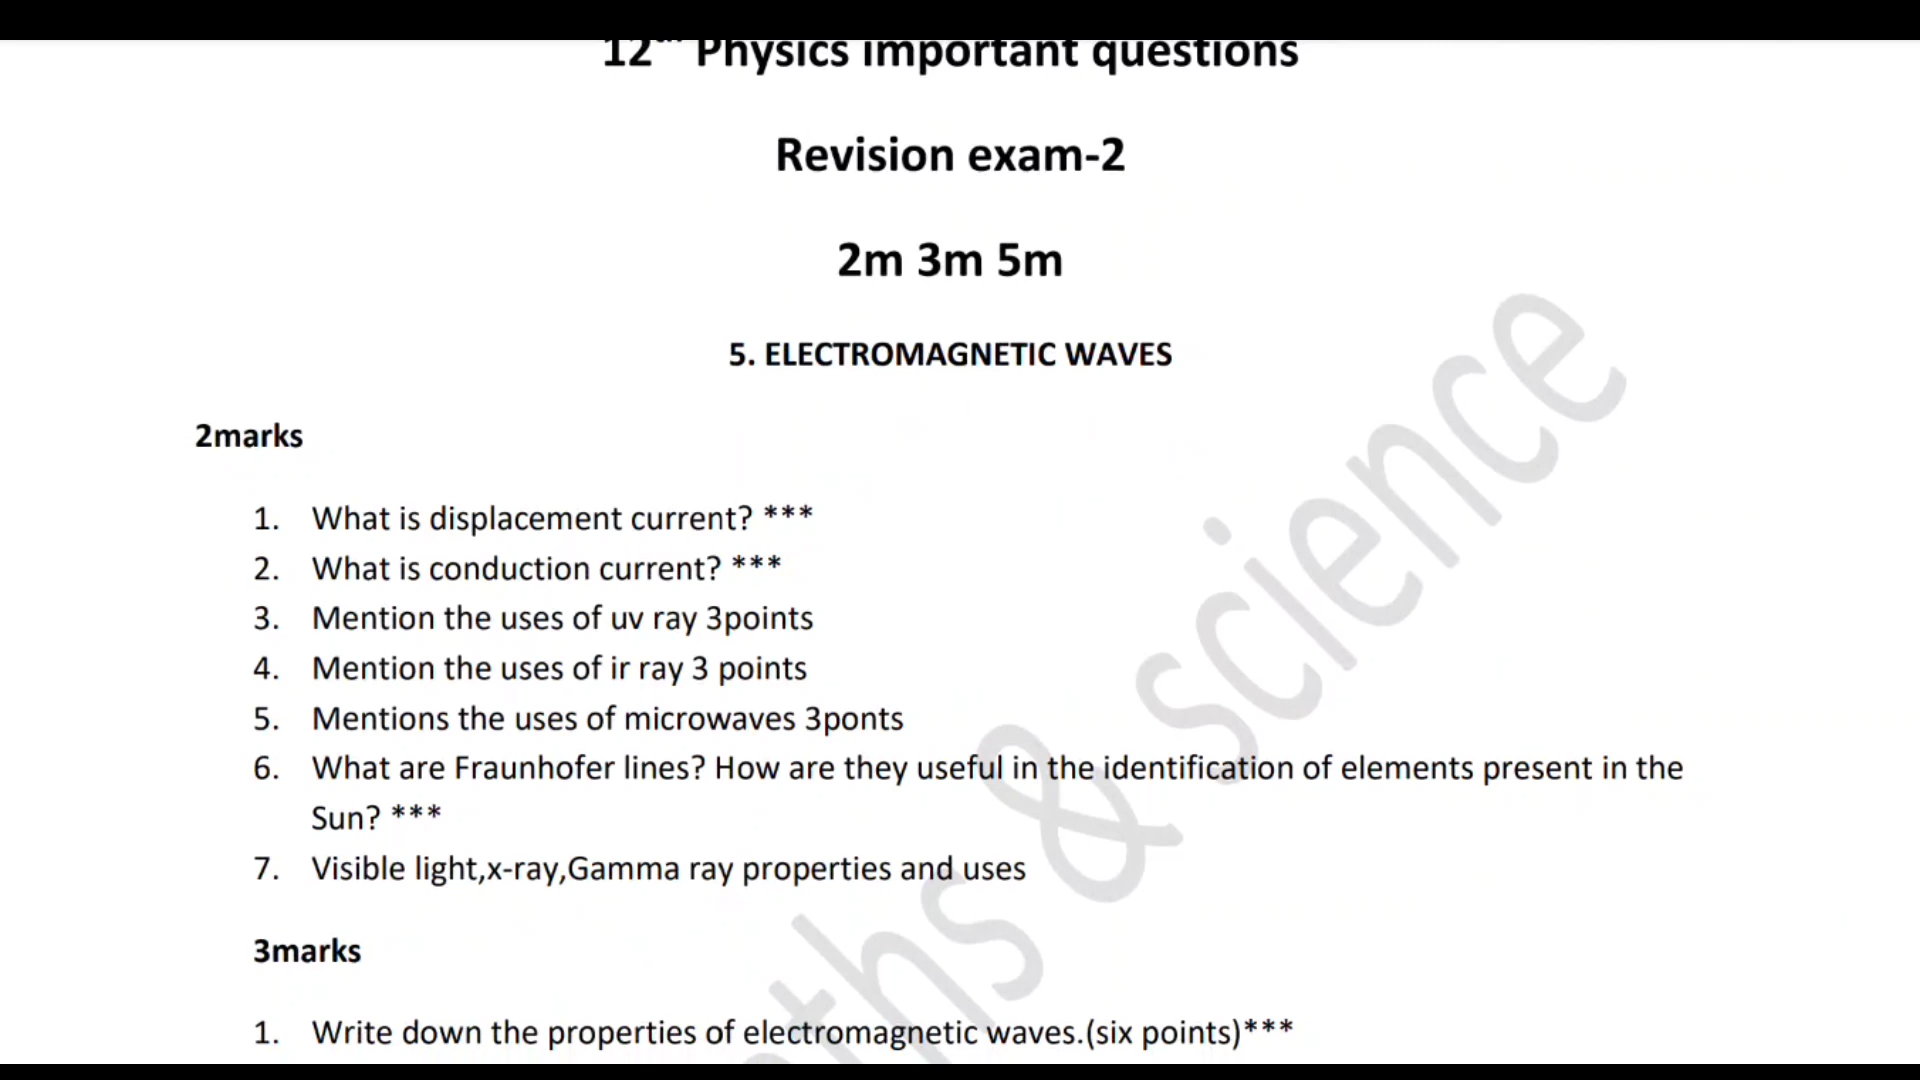 12th Physics important questions
Revision exam-2
2m 3m 5m
5. ELECTROMAGNETIC WAVES
2marks
1. What is displacement current? ***
2. What is conduction current? ***
3. Mention the uses of uv ray 3points
4. Mention the uses of ir ray 3 points
5. Mentions the uses of microwaves 3ponts
6. What are Fraunhofer lines? How are they useful in the identification of elements present in the
Sun? ***
7. Visible light,x-ray,Gamma ray properties and uses
3marks
1. Write down the properties of electromagnetic waves.(six points)***
ths & science